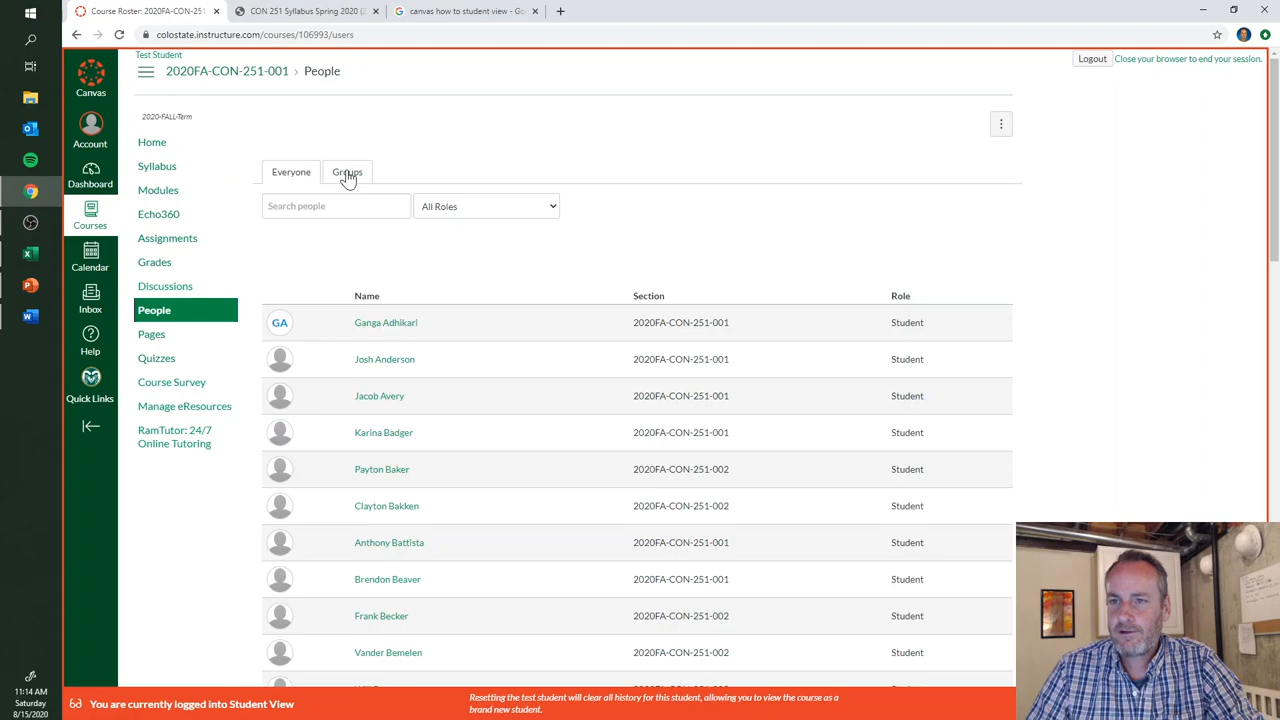 Course Roster: 2020FA-CON-251
CON 251 Syllabus Spring 2020 (2
canvas how to student view - Go
colostate.instructure.com/courses/106993/users
Test Student
2020FA-CON-251-001 › People
Logout
Close your browser to end your session.
Canvas
Account
Dashboard
Courses
Calendar
Inbox
Help
Quick Links
2020-FALL-Term
Home
Syllabus
Modules
Echo360
Assignments
Grades
Discussions
People
Pages
Quizzes
Course Survey
Manage eResources
RamTutor: 24/7
Online Tutoring
Everyone
Groups
Search people
All Roles
Name Section Role
GA Ganga Adhikari 2020FA-CON-251-001 Student
Josh Anderson 2020FA-CON-251-001 Student
Jacob Avery 2020FA-CON-251-001 Student
Karina Badger 2020FA-CON-251-001 Student
Payton Baker 2020FA-CON-251-002 Student
Clayton Bakken 2020FA-CON-251-002 Student
Anthony Battista 2020FA-CON-251-001 Student
Brendon Beaver 2020FA-CON-251-001 Student
Frank Becker 2020FA-CON-251-002 Student
Vander Bemelen 2020FA-CON-251-002 Student
You are currently logged into Student View
Resetting the test student will clear all history for this student, allowing you to view the course as a
brand new student.
11:14 AM
Saturday
8/15/2020